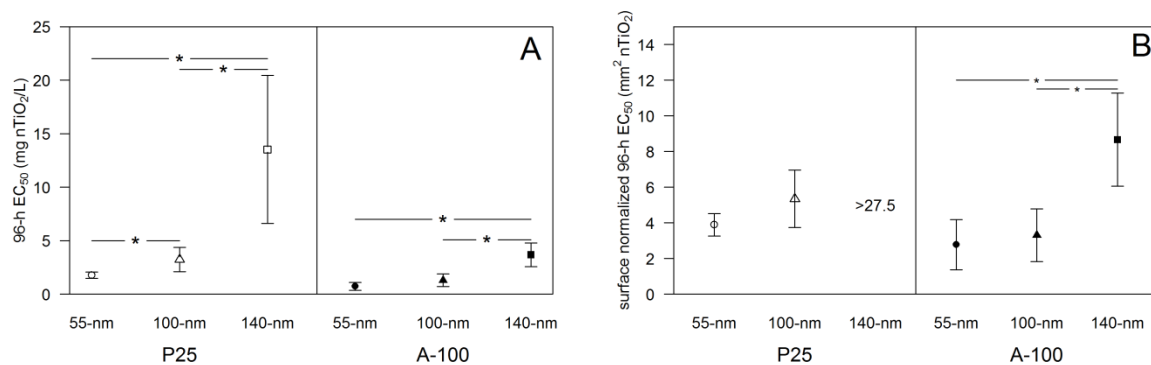 A
96-h EC₅₀ (mg nTiO₂/L)
25
20
15
10
5
0
* 
*
*
*
*
55-nm 100-nm 140-nm 55-nm 100-nm 140-nm
P25 A-100
B
surface normalized 96-h EC₅₀ (mm² nTiO₂)
14
12
10
8
6
4
2
0
*
*
>27.5
55-nm 100-nm 140-nm 55-nm 100-nm 140-nm
P25 A-100